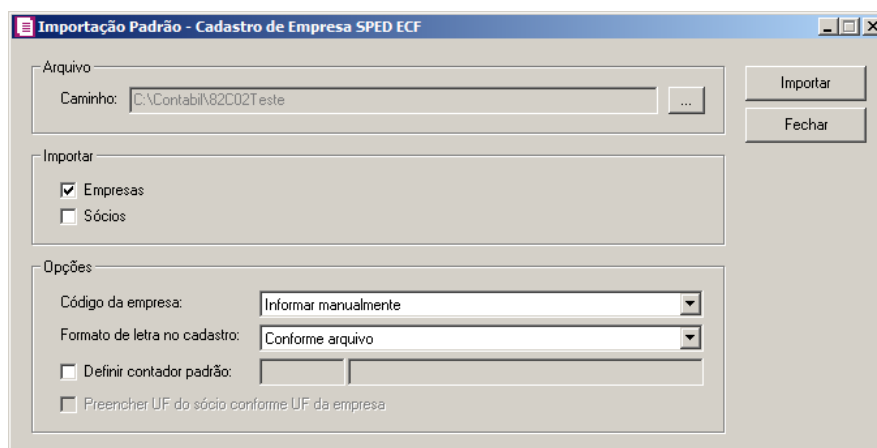 Importação Padrão - Cadastro de Empresa SPED ECF
Arquivo
Caminho: C:\Contabil\82C02Teste ...
Importar
Fechar
Importar
Empresas
Sócios
Opções
Código da empresa: Informar manualmente
Formato de letra no cadastro: Conforme arquivo
Definir contador padrão:
Preencher UF do sócio conforme UF da empresa